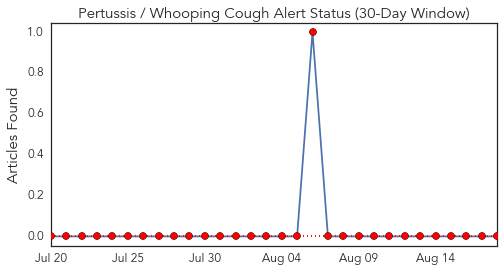 Pertussis / Whooping Cough Alert Status (30-Day Window)
Articles Found
1.0
0.8
0.6
0.4
0.2
0.0
Jul 20 Jul 25 Jul 30 Aug 04 Aug 09 Aug 14